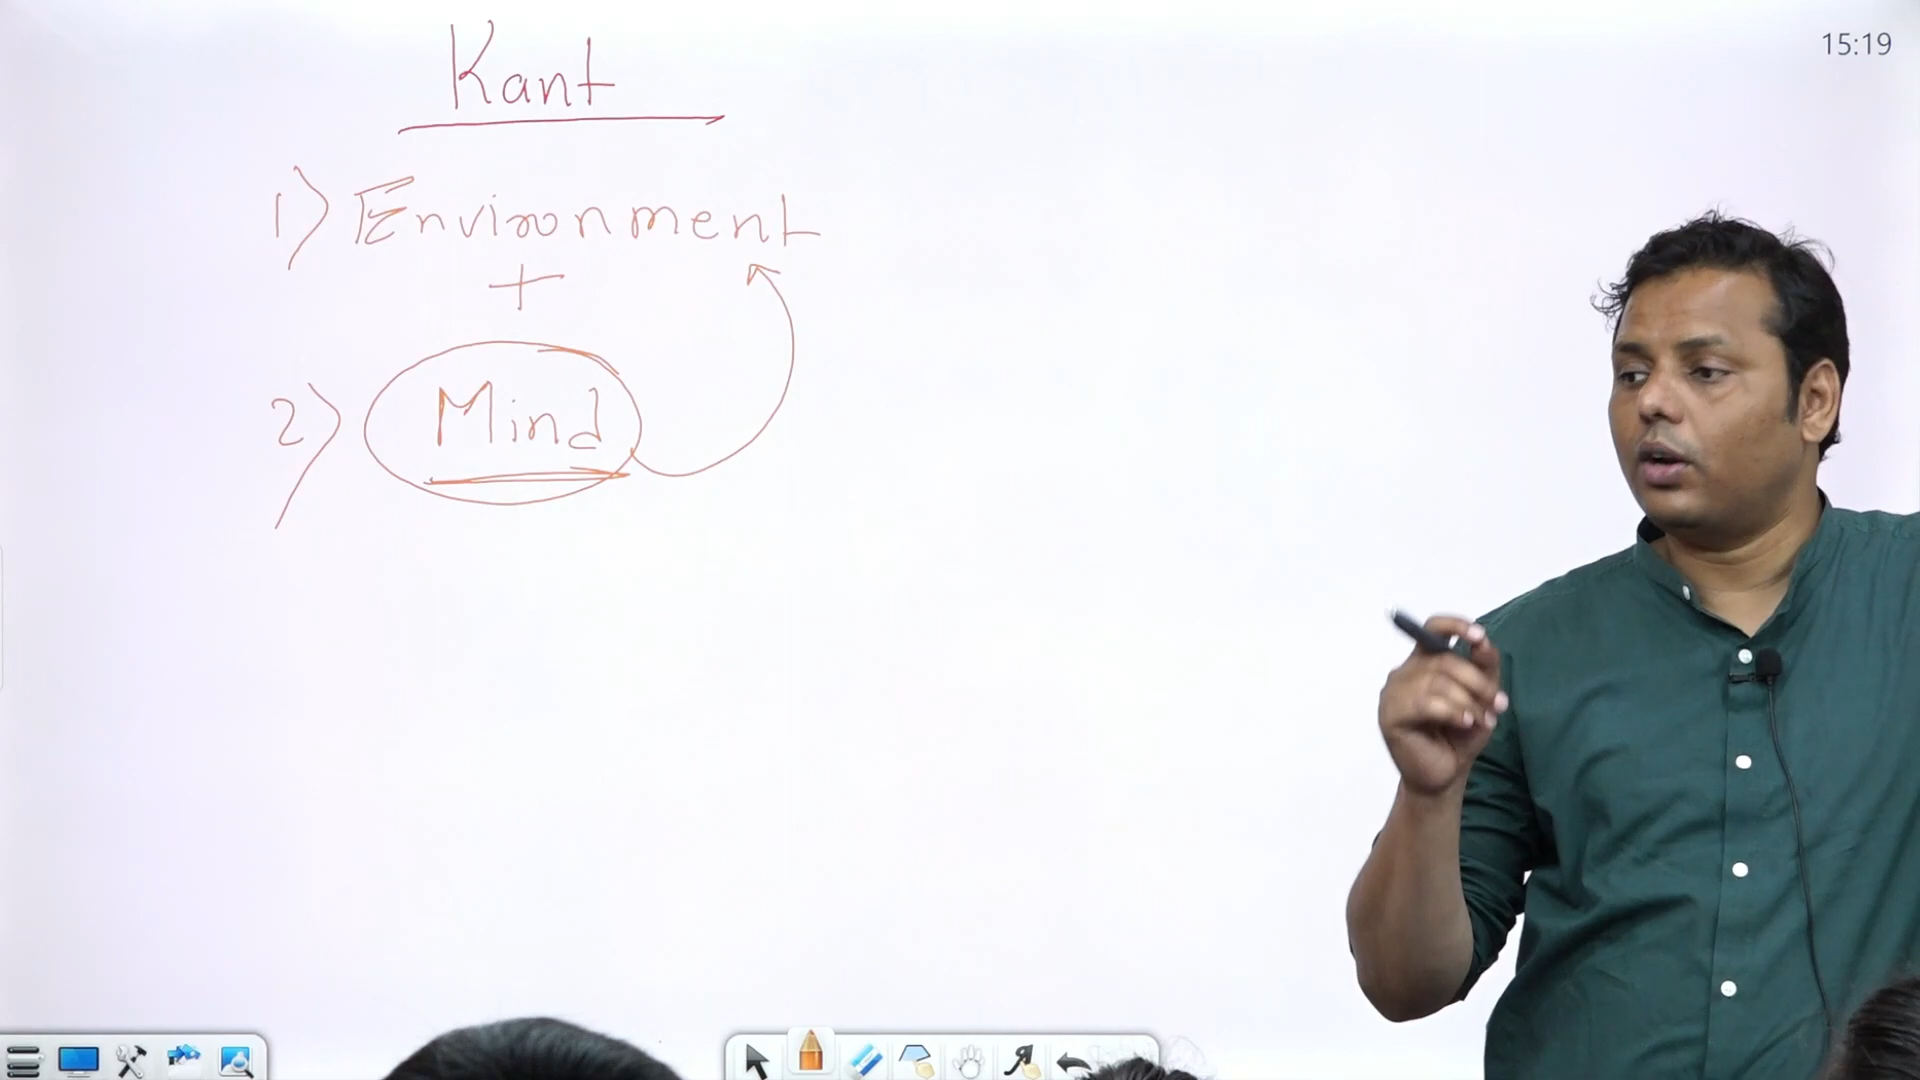 Kant
15:19
1) Environment
+
2) Mind